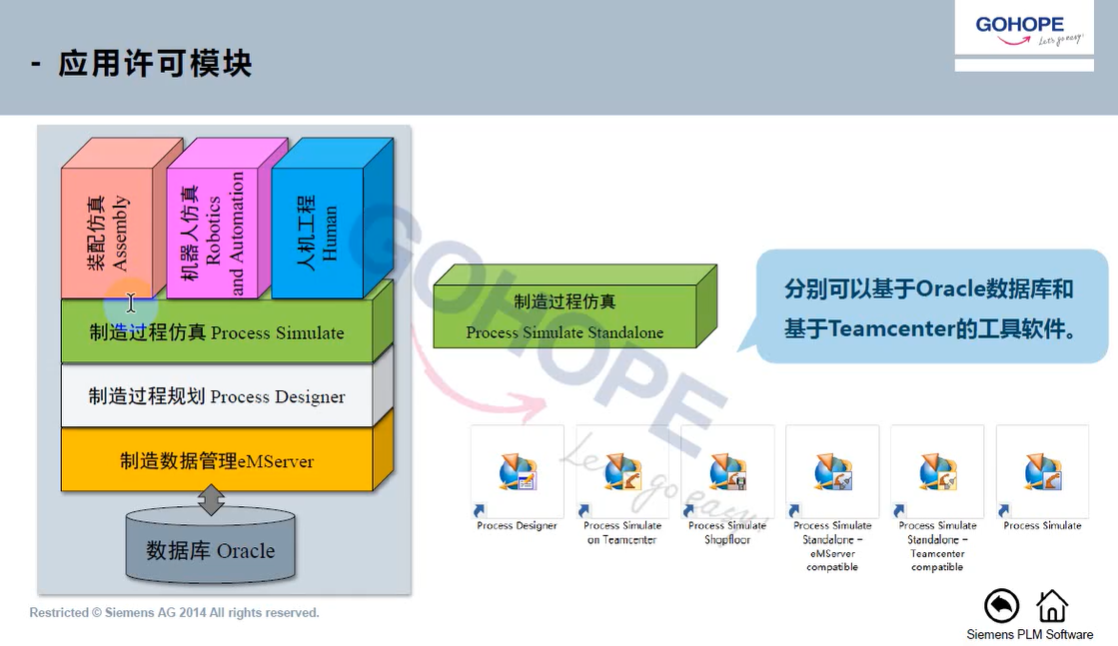 GOHOPE
Let's go easy!
- 应用许可模块
装配仿真
Assembly
机器人仿真
Robotics
and Automation
人机工程
Human
制造过程仿真 Process Simulate
制造过程规划 Process Designer
制造数据管理eMServer
数据库 Oracle
制造过程仿真
Process Simulate Standalone
分别可以基于Oracle数据库和
基于Teamcenter的工具软件。
GOHOPE
Let's go easy!
Process Designer
Process Simulate
on Teamcenter
Process Simulate
Shopfloor
Process Simulate
Standalone -
eMServer
compatible
Process Simulate
Standalone -
Teamcenter
compatible
Process Simulate
Restricted © Siemens AG 2014 All rights reserved.
Siemens PLM Software